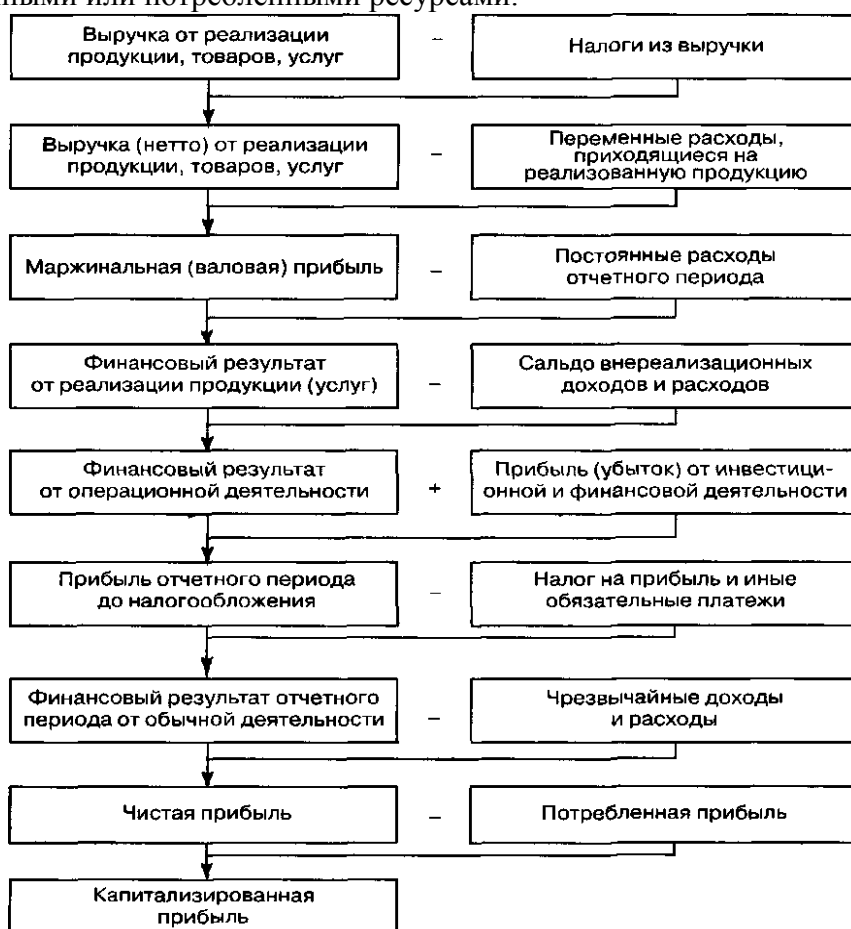 ными или потребленными ресурсами.
Выручка от реализации
продукции, товаров, услуг
–
Налоги из выручки
Выручка (нетто) от реализации
продукции, товаров, услуг
–
Переменные расходы,
приходящиеся на
реализованную продукцию
Маржинальная (валовая) прибыль
–
Постоянные расходы
отчетного периода
Финансовый результат
от реализации продукции (услуг)
–
Сальдо внереализационных
доходов и расходов
Финансовый результат
от операционной деятельности
+
Прибыль (убыток) от инвестици-
онной и финансовой деятельности
Прибыль отчетного периода
до налогообложения
–
Налог на прибыль и иные
обязательные платежи
Финансовый результат отчетного
периода от обычной деятельности
–
Чрезвычайные доходы
и расходы
Чистая прибыль
–
Потребленная прибыль
Капитализированная
прибыль